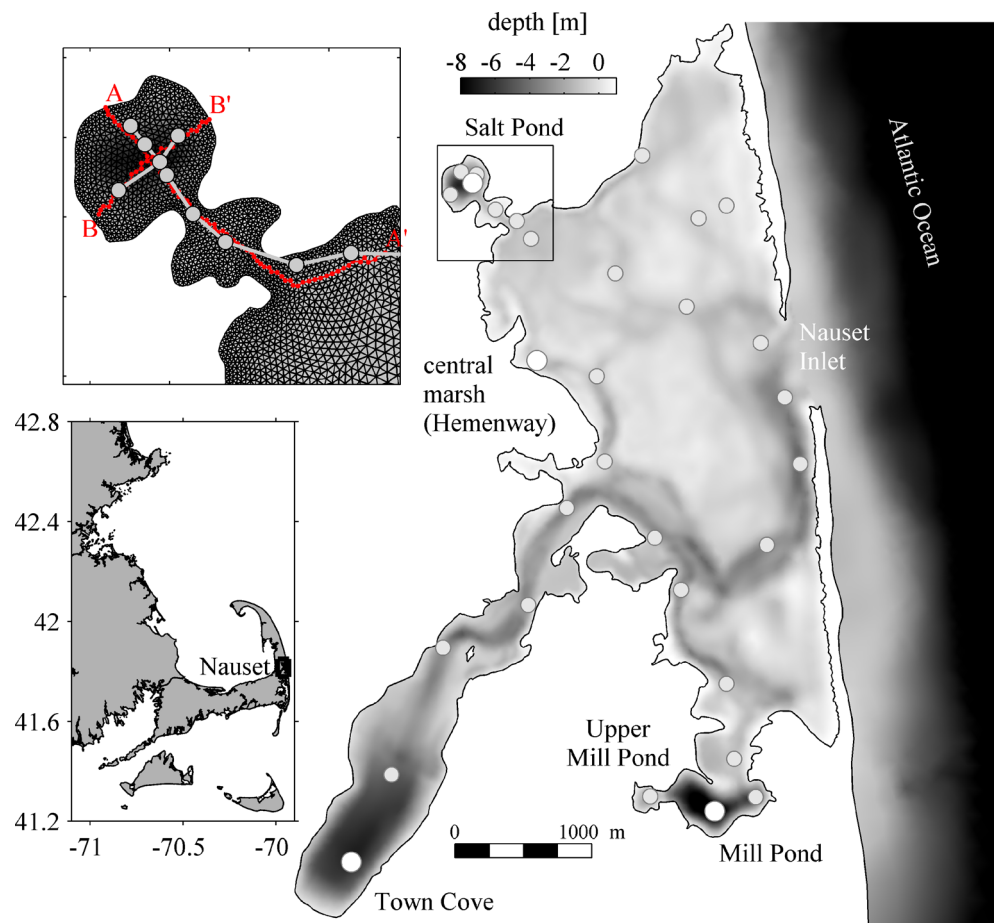 depth [m]
-8 -6 -4 -2 0
Salt Pond
A
B'
B
A'
Atlantic Ocean
Nauset
Inlet
central
marsh
(Hemenway)
42.8
42.4
42
41.6
41.2
-71 -70.5 -70
Nauset
Upper
Mill Pond
0 1000 m
Mill Pond
Town Cove